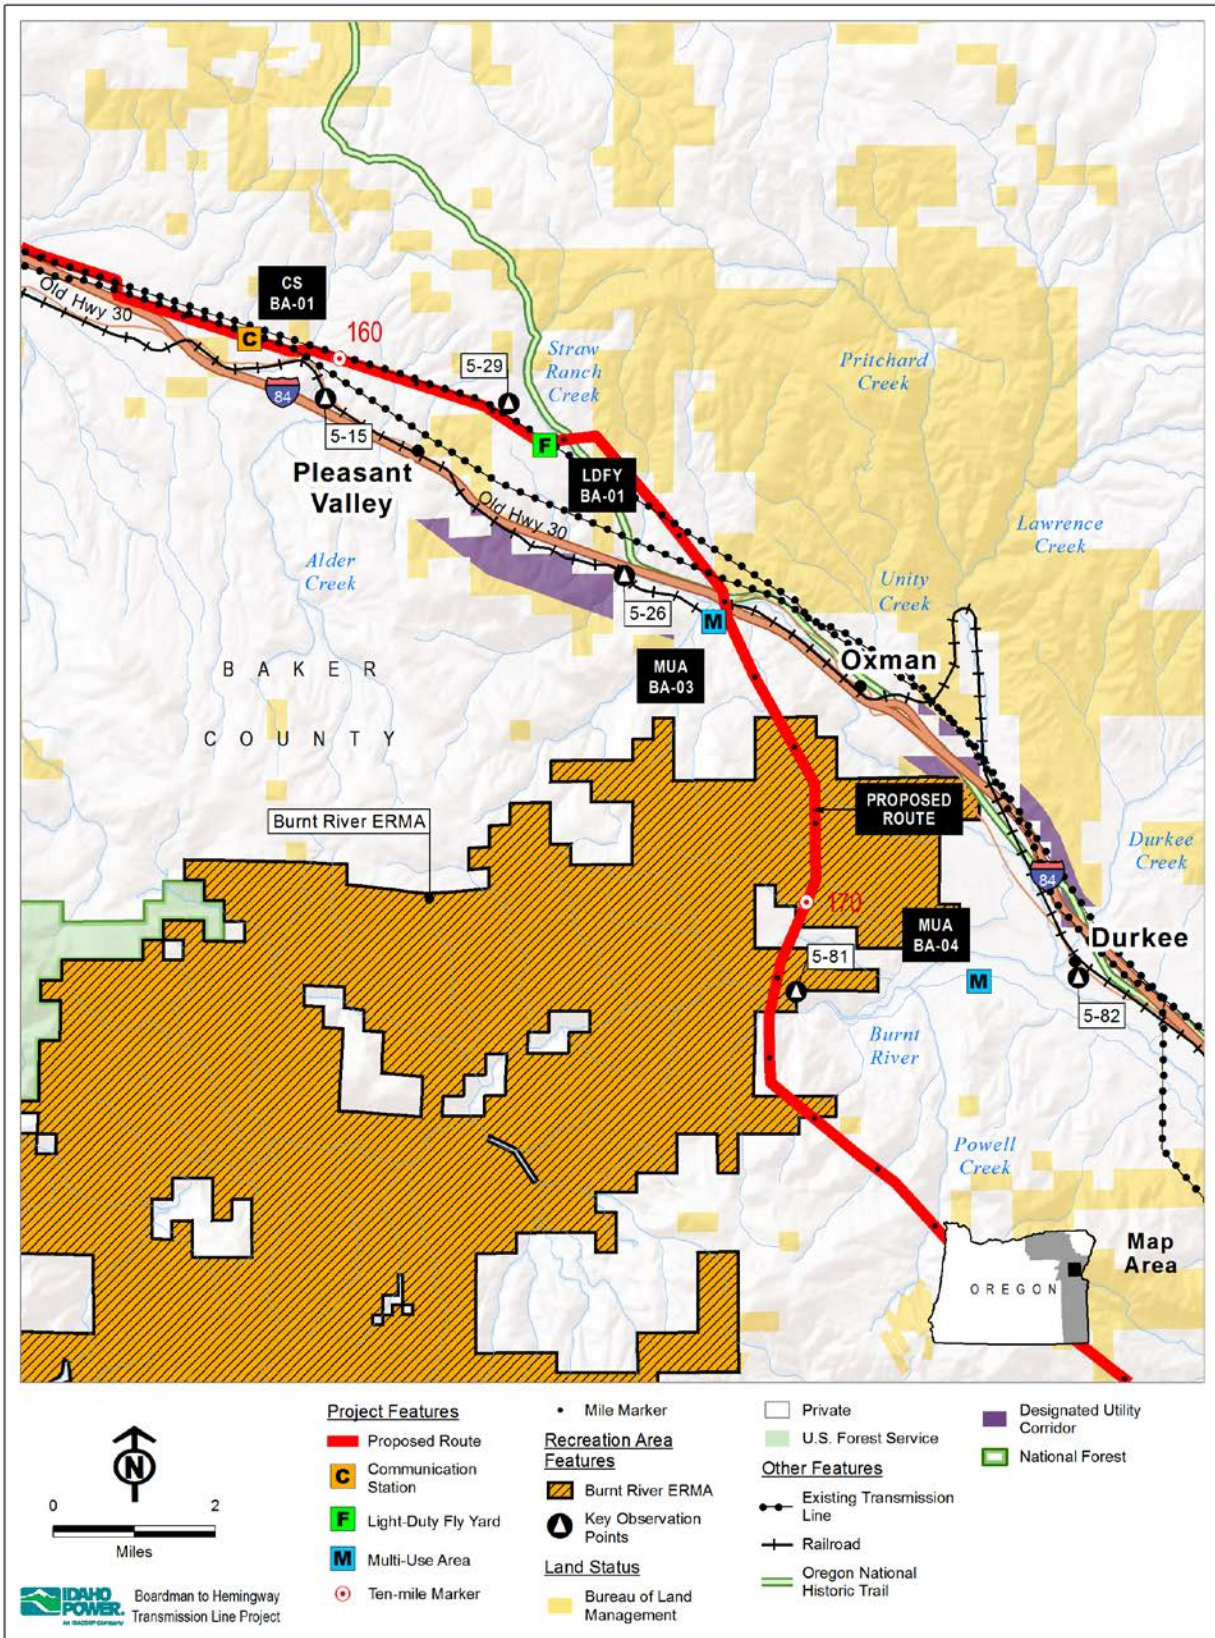 CS
BA-01
Old Hwy 30
160
C
5-29
Straw
Ranch
Creek
Pritchard
Creek
84
5-15
F
Pleasant
Valley
LDFY
BA-01
Old Hwy 30
Lawrence
Creek
Alder
Creek
Unity
Creek
5-26
M
Oxman
MUA
BA-03
BAKER
COUNTY
PROPOSED
ROUTE
Burnt River ERMA
Durkee
Creek
84
170
MUA
BA-04
Durkee
5-81
M
5-82
Burnt
River
Powell
Creek
Map
Area
OREGON
N
0 2
Miles
IDAHO
POWER.
An IDACORP Company
Boardman to Hemingway
Transmission Line Project
Project Features
Proposed Route
C Communication
Station
F Light-Duty Fly Yard
M Multi-Use Area
Ten-mile Marker
Mile Marker
Recreation Area
Features
Burnt River ERMA
Key Observation
Points
Land Status
Bureau of Land
Management
Private
U.S. Forest Service
Other Features
Existing Transmission
Line
Railroad
Oregon National
Historic Trail
Designated Utility
Corridor
National Forest